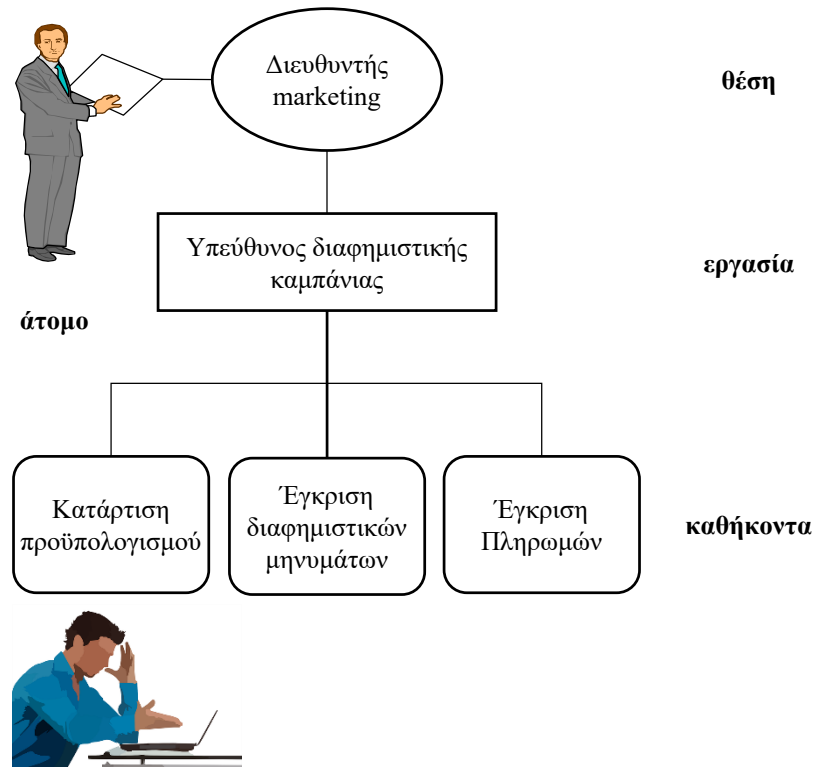 Διευθυντής
marketing
θέση
Υπεύθυνος διαφημιστικής
καμπάνιας
εργασία
άτομο
Κατάρτιση
προϋπολογισμού
Έγκριση
διαφημιστικών
μηνυμάτων
Έγκριση
Πληρωμών
καθήκοντα